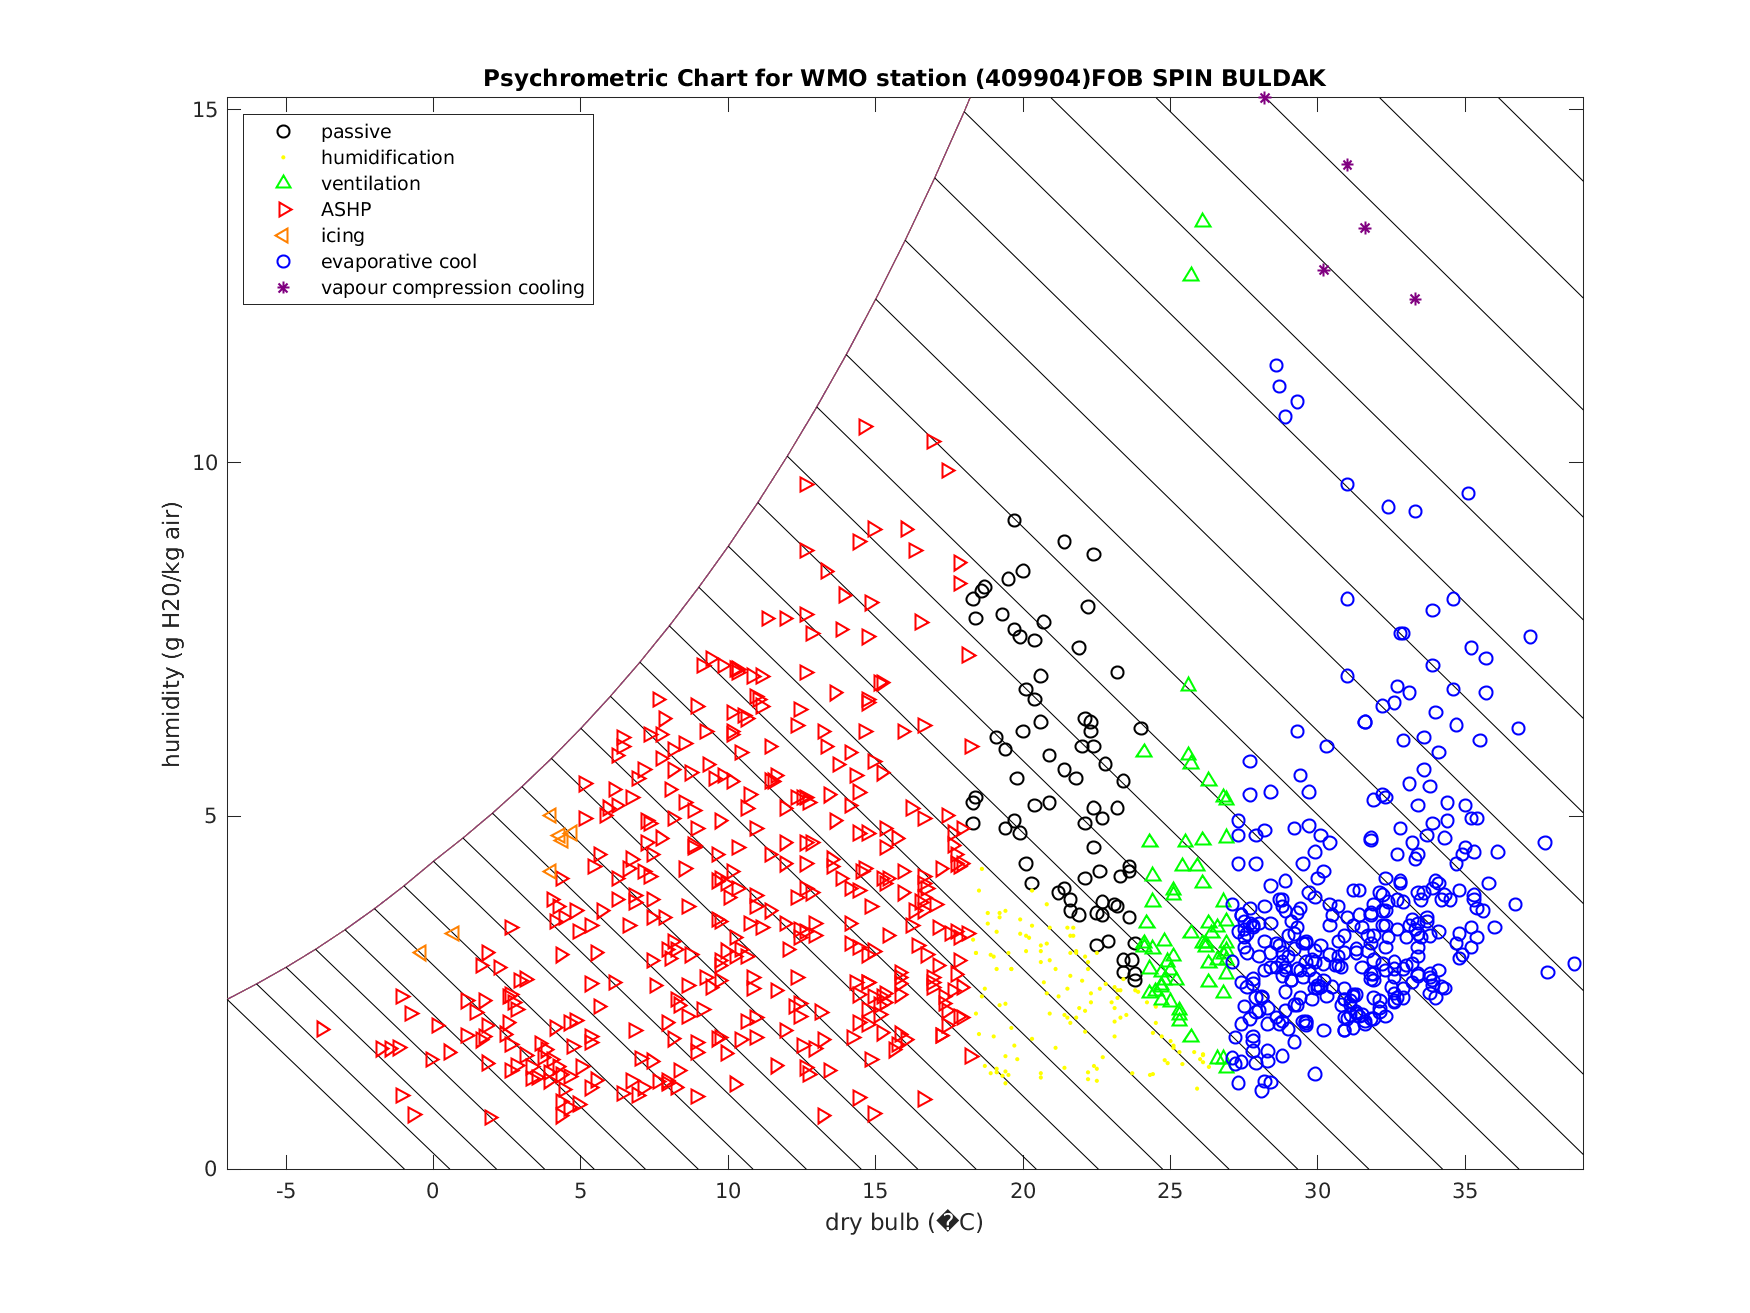 Psychrometric Chart for WMO station (409904)FOB SPIN BULDAK
15
10
5
0
humidity (g H20/kg air)
passive
humidification
ventilation
ASHP
icing
evaporative cool
vapour compression cooling
-5 0 5 10 15 20 25 30 35
dry bulb (�C)